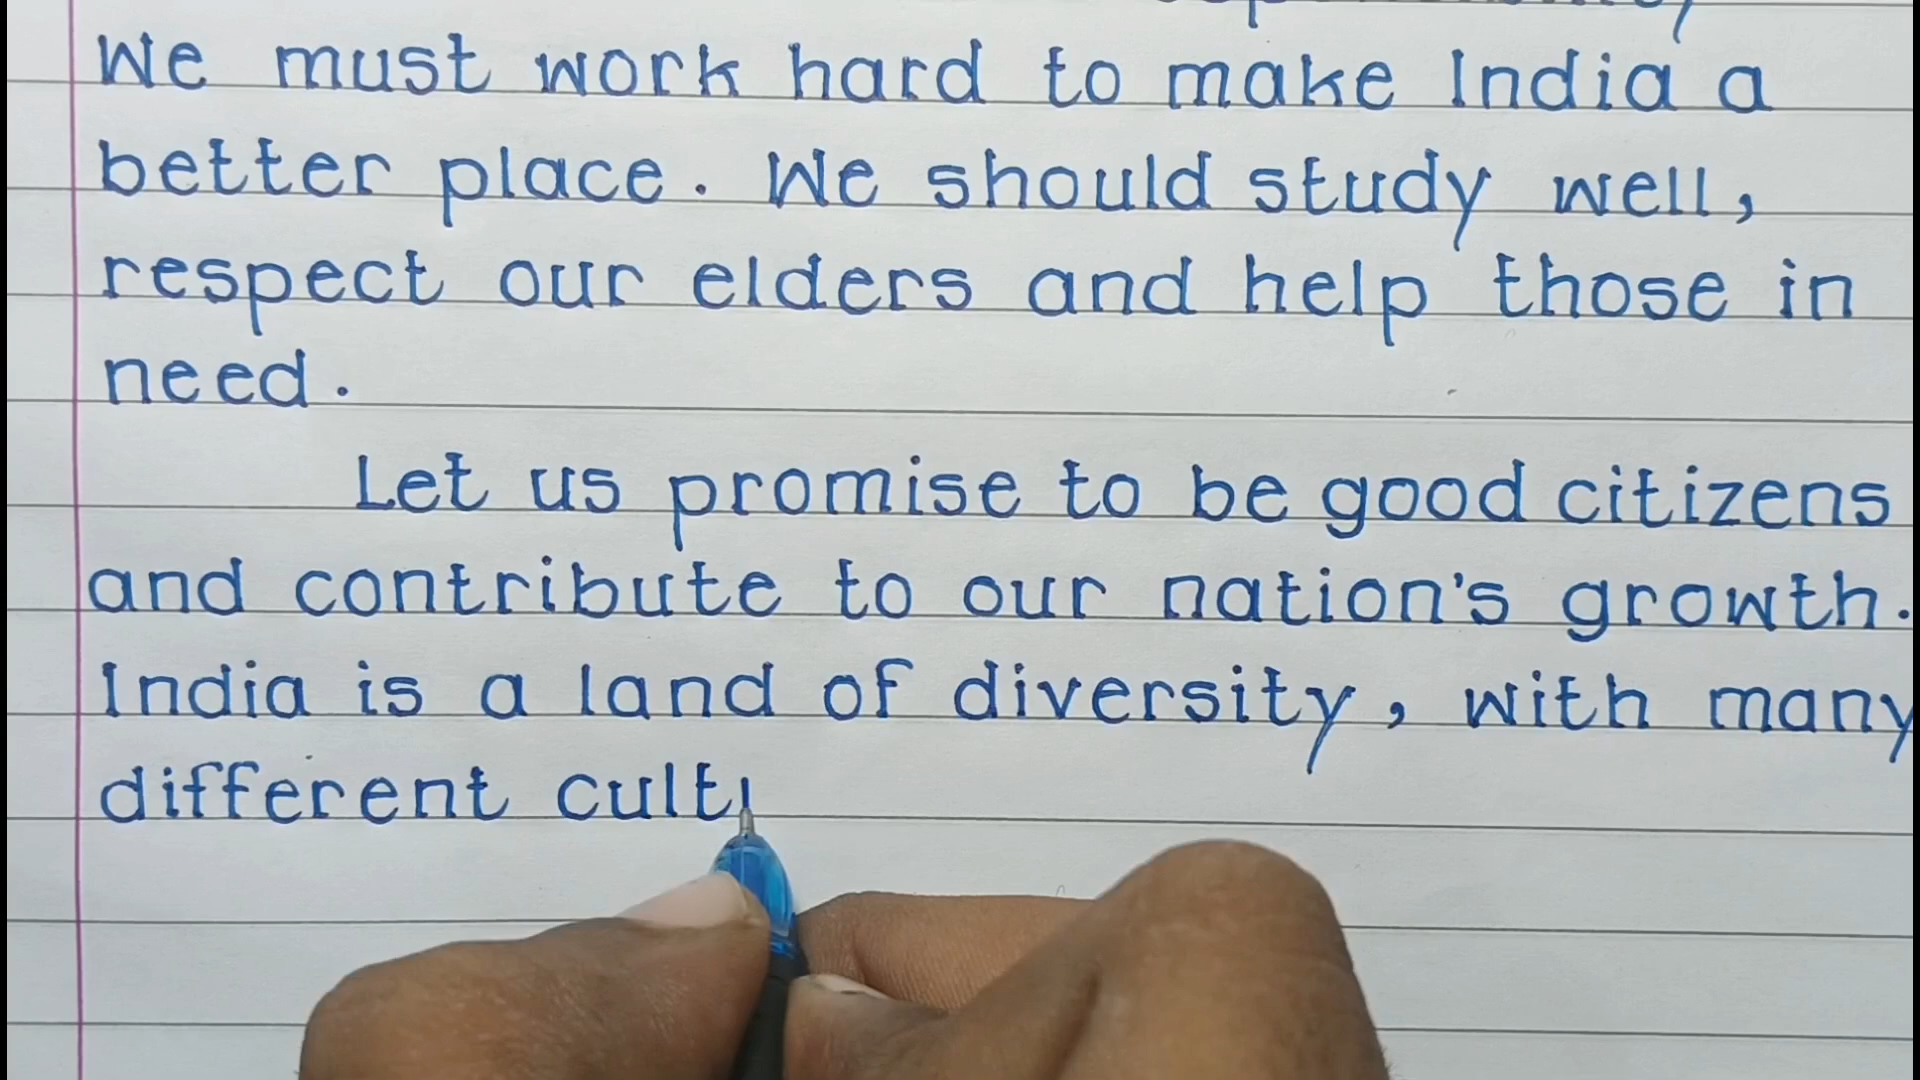 We must work hard to make India a
better place. We should study well,
respect our elders and help those in
need.
Let us promise to be good citizens
and contribute to our nation's growth.
India is a land of diversity, with many
different cult